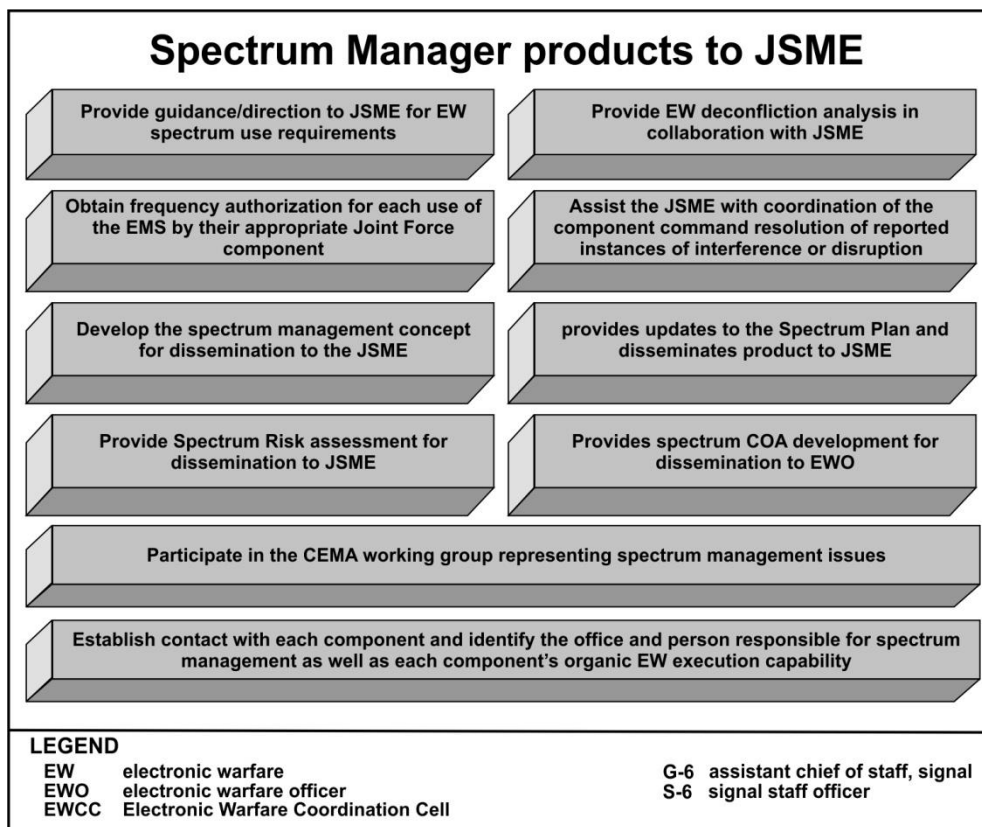 Spectrum Manager products to JSME
Provide guidance/direction to JSME for EW
spectrum use requirements
Provide EW deconfliction analysis in
collaboration with JSME
Obtain frequency authorization for each use of
the EMS by their appropriate Joint Force
component
Assist the JSME with coordination of the
component command resolution of reported
instances of interference or disruption
Develop the spectrum management concept
for dissemination to the JSME
provides updates to the Spectrum Plan and
disseminates product to JSME
Provide Spectrum Risk assessment for
dissemination to JSME
Provides spectrum COA development for
dissemination to EWO
Participate in the CEMA working group representing spectrum management issues
Establish contact with each component and identify the office and person responsible for spectrum
management as well as each component's organic EW execution capability
LEGEND
EW electronic warfare
EWO electronic warfare officer
EWCC Electronic Warfare Coordination Cell
G-6 assistant chief of staff, signal
S-6 signal staff officer